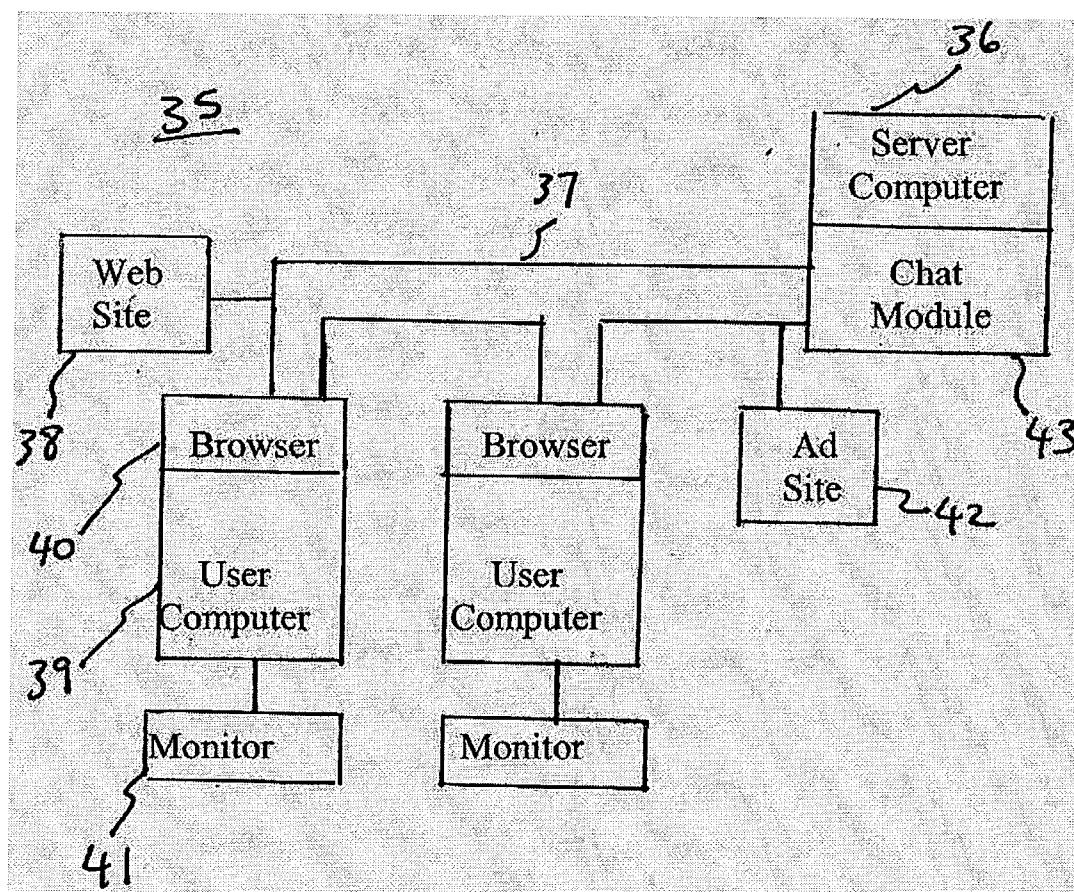 36
35
Server
Computer
37
Web
Site
Chat
Module
38
Browser
Browser
Ad
Site
43
40
42
User
Computer
User
Computer
39
Monitor
Monitor
41